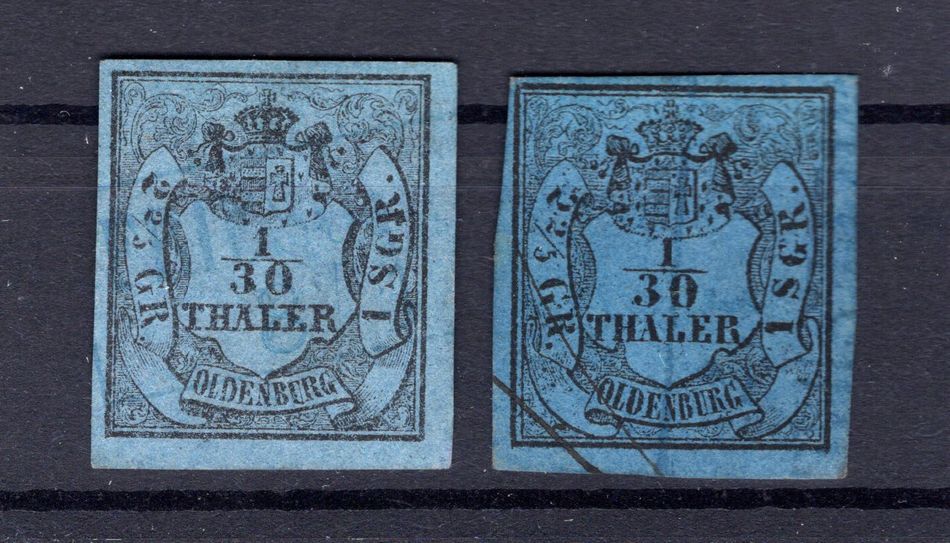 2⅔ GR.
1
30
THALER
1 SGR.
OLDENBURG
2⅔ GR.
1
30
THALER
1 SGR.
OLDENBURG